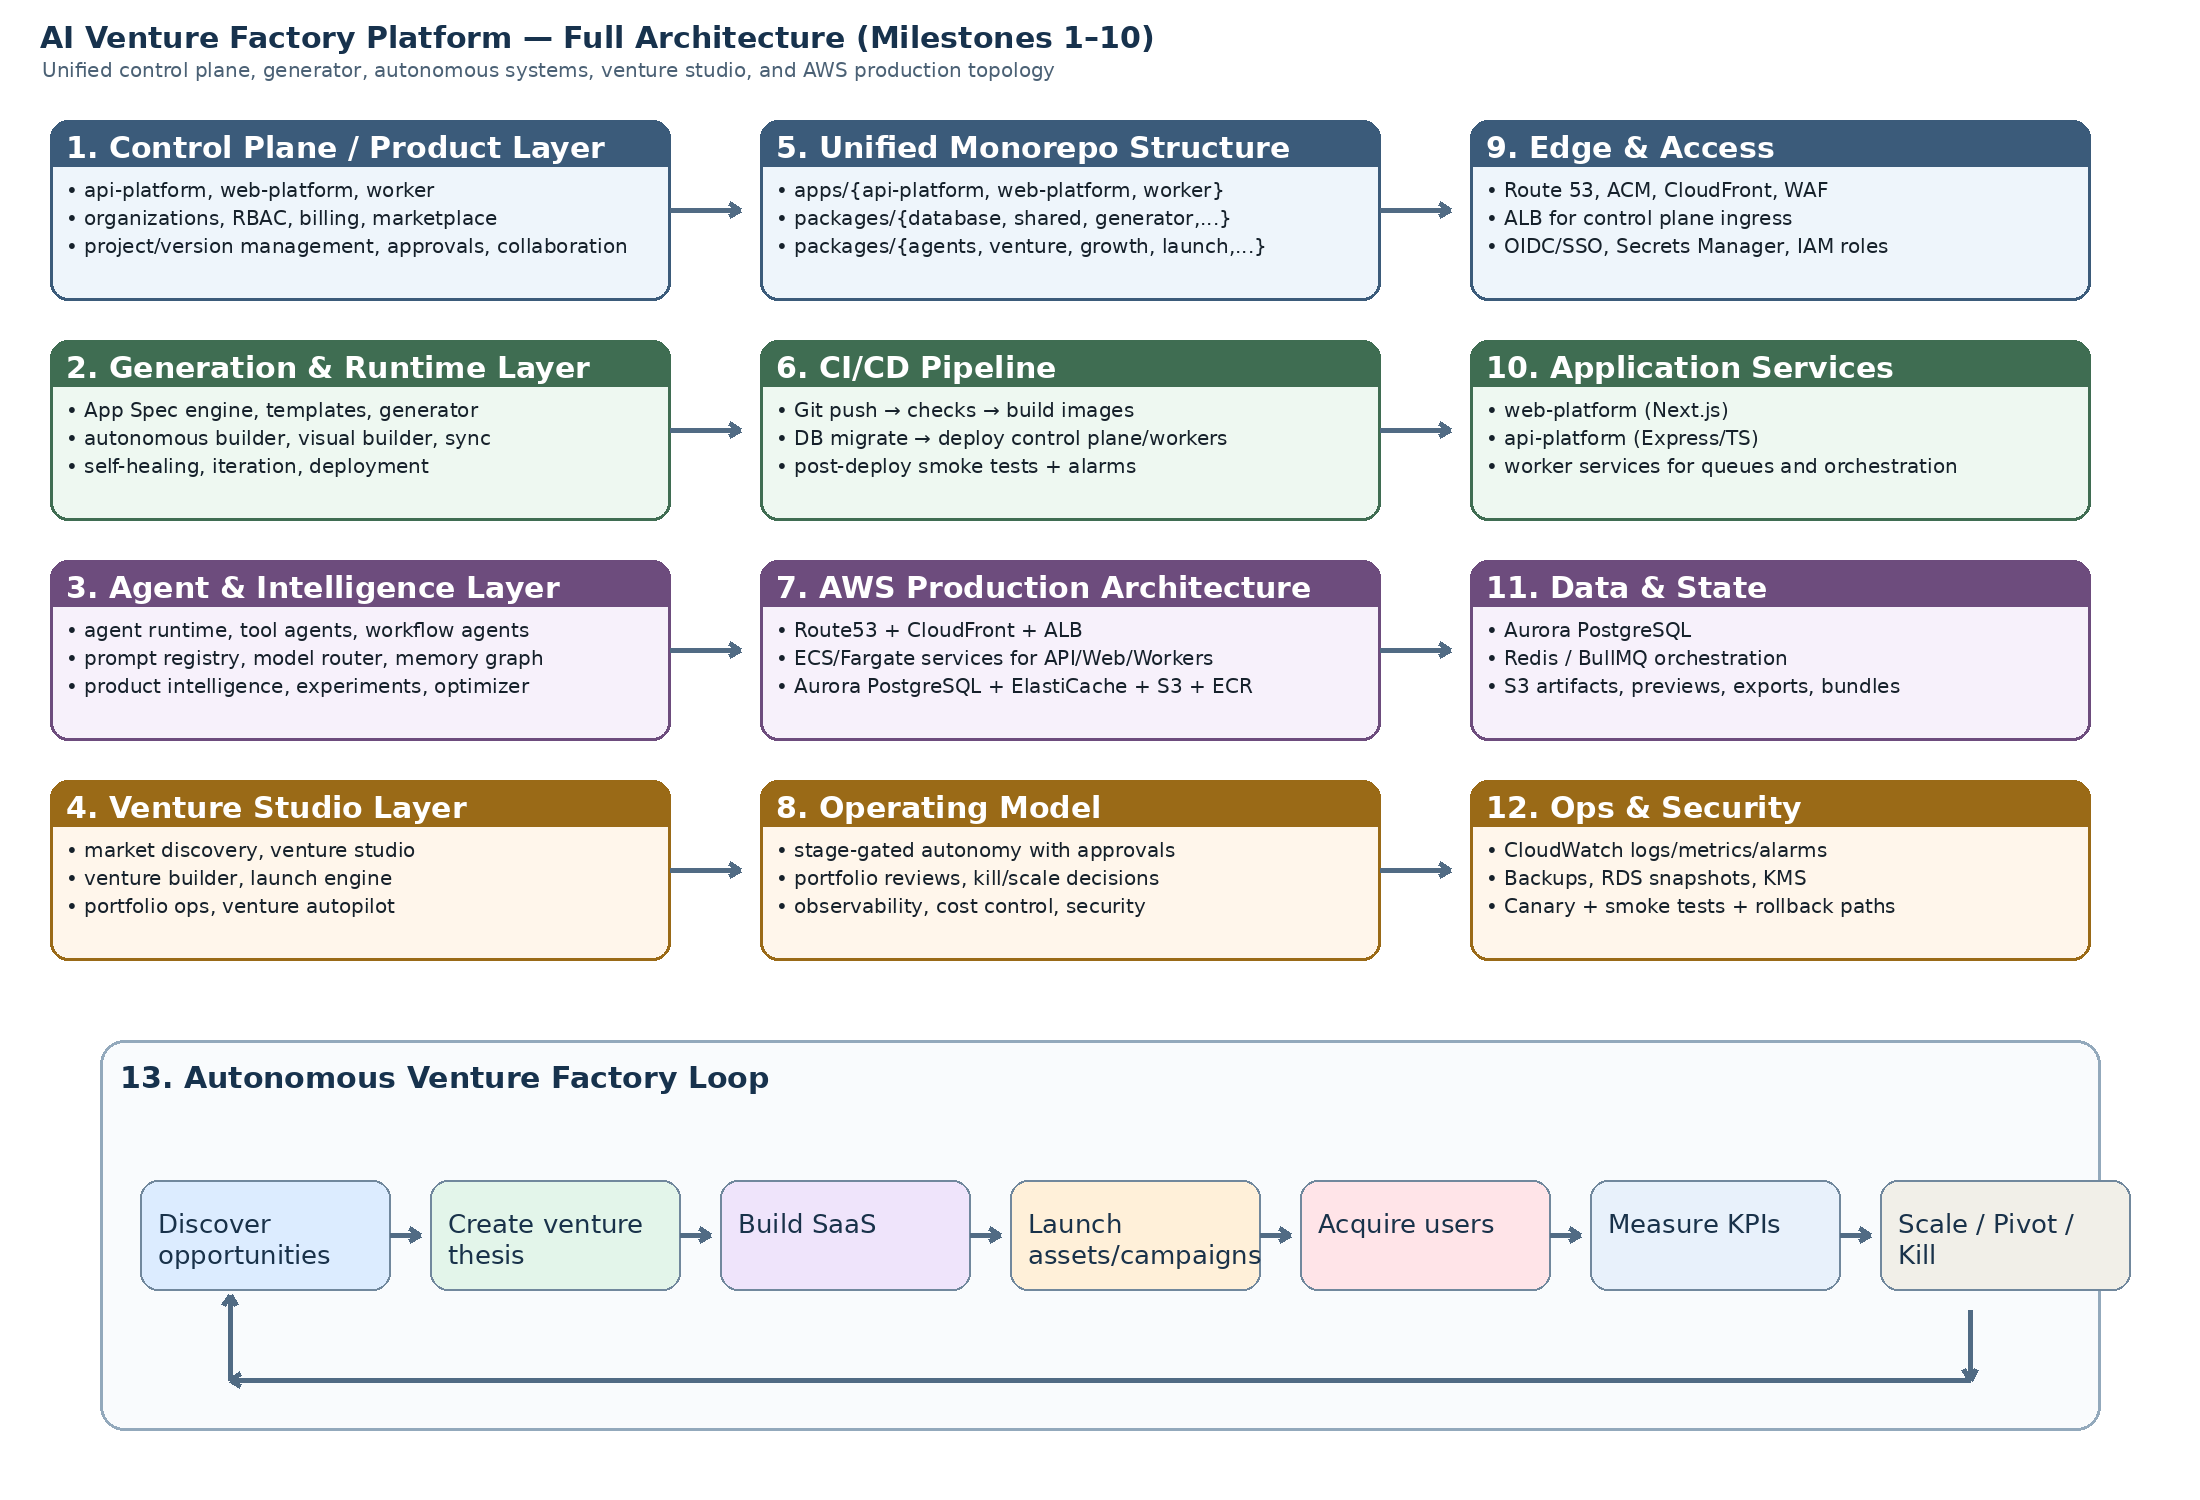 AI Venture Factory Platform — Full Architecture (Milestones 1–10)
Unified control plane, generator, autonomous systems, venture studio, and AWS production topology
1. Control Plane / Product Layer
• api-platform, web-platform, worker
• organizations, RBAC, billing, marketplace
• project/version management, approvals, collaboration
5. Unified Monorepo Structure
• apps/{api-platform, web-platform, worker}
• packages/{database, shared, generator,...}
• packages/{agents, venture, growth, launch,...}
9. Edge & Access
• Route 53, ACM, CloudFront, WAF
• ALB for control plane ingress
• OIDC/SSO, Secrets Manager, IAM roles
2. Generation & Runtime Layer
• App Spec engine, templates, generator
• autonomous builder, visual builder, sync
• self-healing, iteration, deployment
6. CI/CD Pipeline
• Git push → checks → build images
• DB migrate → deploy control plane/workers
• post-deploy smoke tests + alarms
10. Application Services
• web-platform (Next.js)
• api-platform (Express/TS)
• worker services for queues and orchestration
3. Agent & Intelligence Layer
• agent runtime, tool agents, workflow agents
• prompt registry, model router, memory graph
• product intelligence, experiments, optimizer
7. AWS Production Architecture
• Route53 + CloudFront + ALB
• ECS/Fargate services for API/Web/Workers
• Aurora PostgreSQL + ElastiCache + S3 + ECR
11. Data & State
• Aurora PostgreSQL
• Redis / BullMQ orchestration
• S3 artifacts, previews, exports, bundles
4. Venture Studio Layer
• market discovery, venture studio
• venture builder, launch engine
• portfolio ops, venture autopilot
8. Operating Model
• stage-gated autonomy with approvals
• portfolio reviews, kill/scale decisions
• observability, cost control, security
12. Ops & Security
• CloudWatch logs/metrics/alarms
• Backups, RDS snapshots, KMS
• Canary + smoke tests + rollback paths
13. Autonomous Venture Factory Loop
Discover
opportunities
Create venture
thesis
Build SaaS
Launch
assets/campaigns
Acquire users
Measure KPIs
Scale / Pivot /
Kill